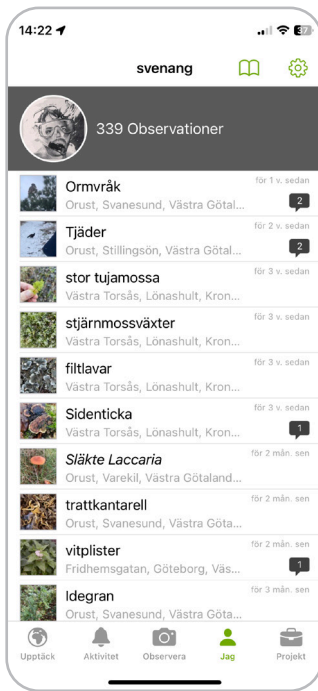 14:22
37
svenang
339 Observationer
för 1 v. sedan
Ormvråk
Orust, Svanesund, Västra Götal...
2
för 2 v. sedan
Tjäder
Orust, Stillingsön, Västra Götal...
2
för 3 v. sedan
stor tujamossa
Västra Torsås, Lönashult, Kron...
för 3 v. sedan
stjärnmossväxter
Västra Torsås, Lönashult, Kron...
för 3 v. sedan
filtlavar
Västra Torsås, Lönashult, Kron...
för 3 v. sedan
Sidenticka
Västra Torsås, Lönashult, Kron...
1
för 2 mån. sen
Släkte Laccaria
Orust, Varekil, Västra Götaland...
för 2 mån. sen
trattkantarell
Orust, Svanesund, Västra Göta...
för 2 mån. sen
vitplister
Fridhemsgatan, Göteborg, Väs...
1
för 3 mån. sen
Idegran
Orust, Svanesund, Västra Göta...
Upptäck
Aktivitet
Observera
Jag
Projekt